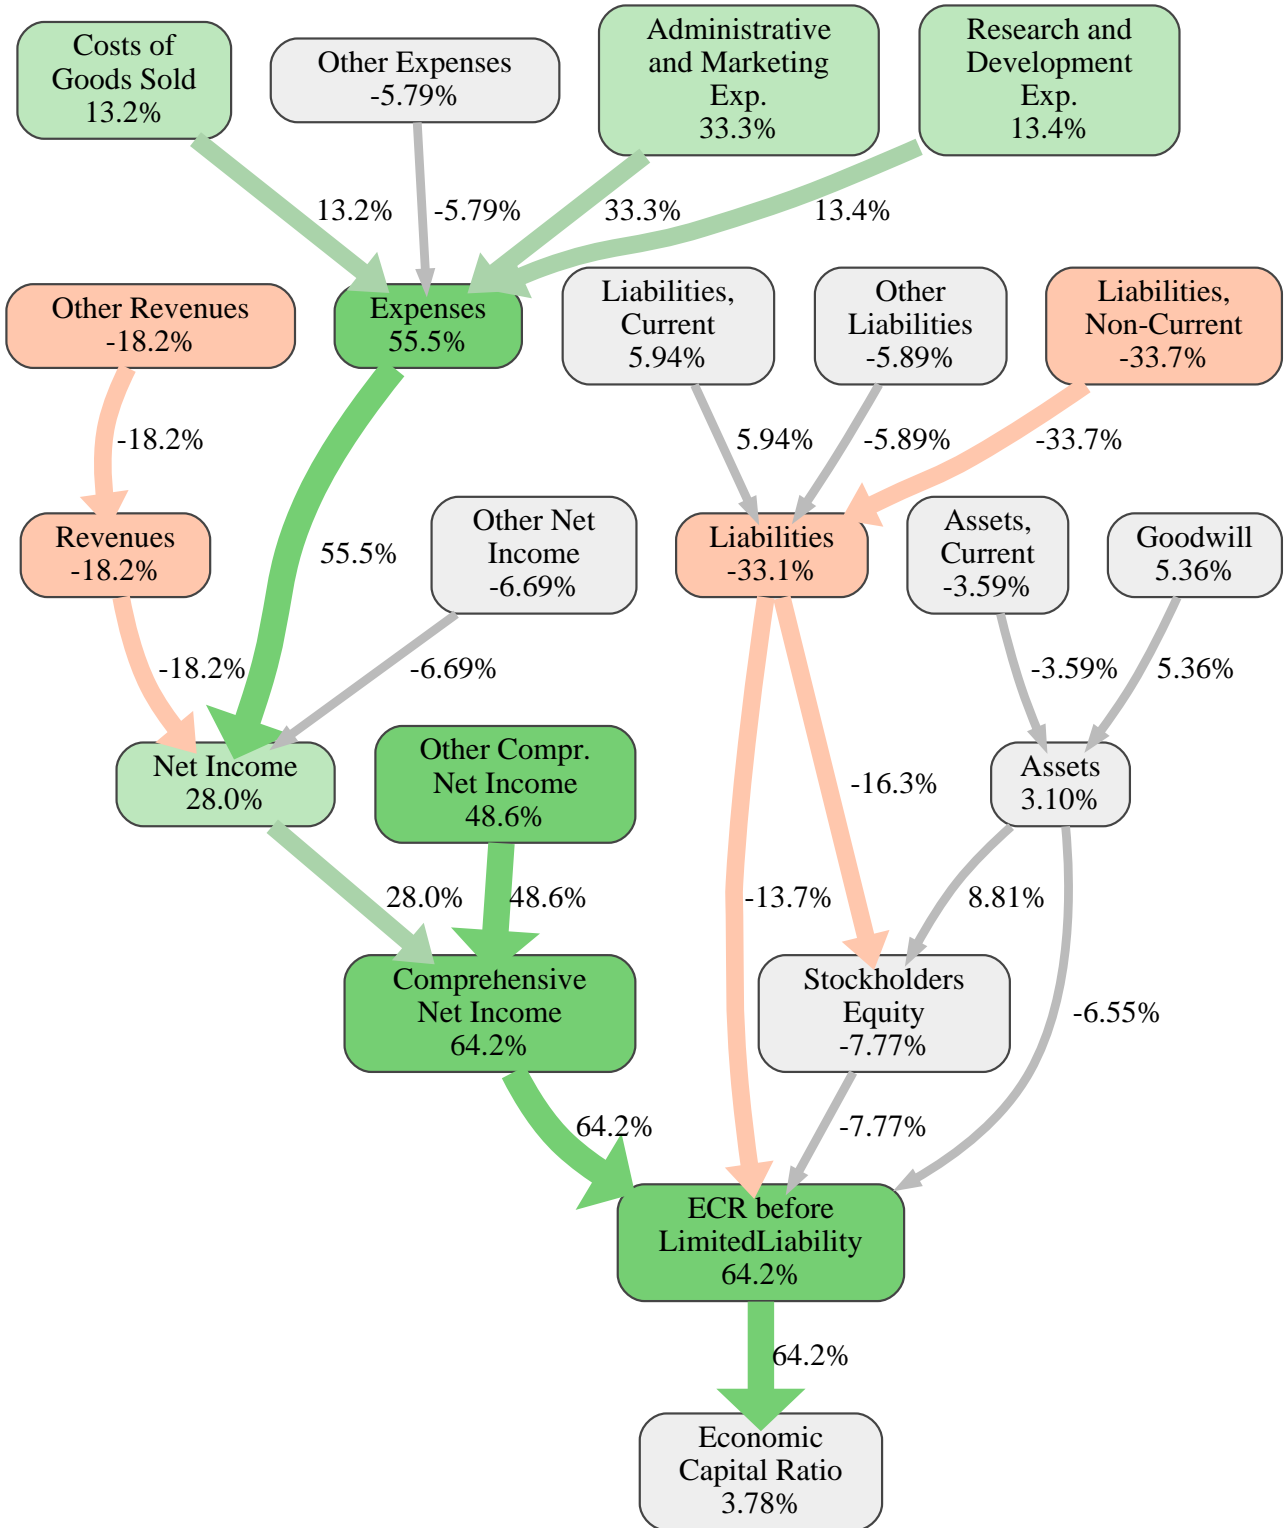 Costs of
Goods Sold
13.2%
Other Expenses
-5.79%
Administrative
and Marketing
Exp.
33.3%
Research and
Development
Exp.
13.4%
13.2%
-5.79%
33.3%
13.4%
Other Revenues
-18.2%
Expenses
55.5%
Liabilities,
Current
5.94%
Other
Liabilities
-5.89%
Liabilities,
Non-Current
-33.7%
-18.2%
5.94%
-5.89%
-33.7%
Revenues
-18.2%
55.5%
Other Net
Income
-6.69%
Liabilities
-33.1%
Assets,
Current
-3.59%
Goodwill
5.36%
-18.2%
-6.69%
-3.59%
5.36%
Net Income
28.0%
Other Compr.
Net Income
48.6%
-16.3%
Assets
3.10%
28.0%
48.6%
-13.7%
8.81%
Comprehensive
Net Income
64.2%
Stockholders
Equity
-7.77%
-6.55%
64.2%
-7.77%
ECR before
LimitedLiability
64.2%
64.2%
Economic
Capital Ratio
3.78%